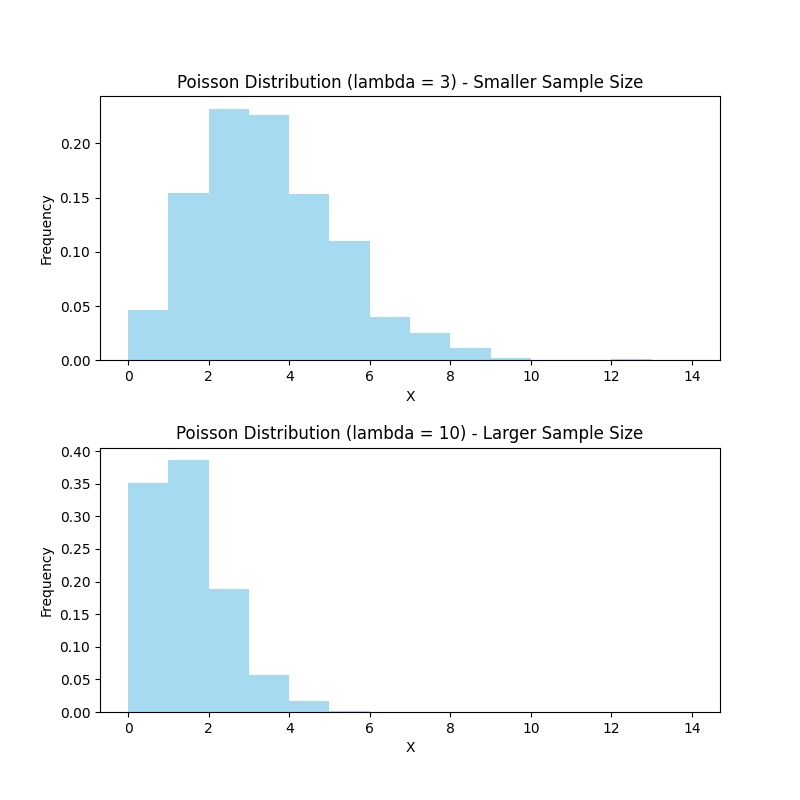 Poisson Distribution (lambda = 3) - Smaller Sample Size
0.20
0.15
0.10
0.05
0.00
Frequency
0 2 4 6 8 10 12 14
X
Poisson Distribution (lambda = 10) - Larger Sample Size
0.40
0.35
0.30
0.25
0.20
0.15
0.10
0.05
0.00
Frequency
0 2 4 6 8 10 12 14
X